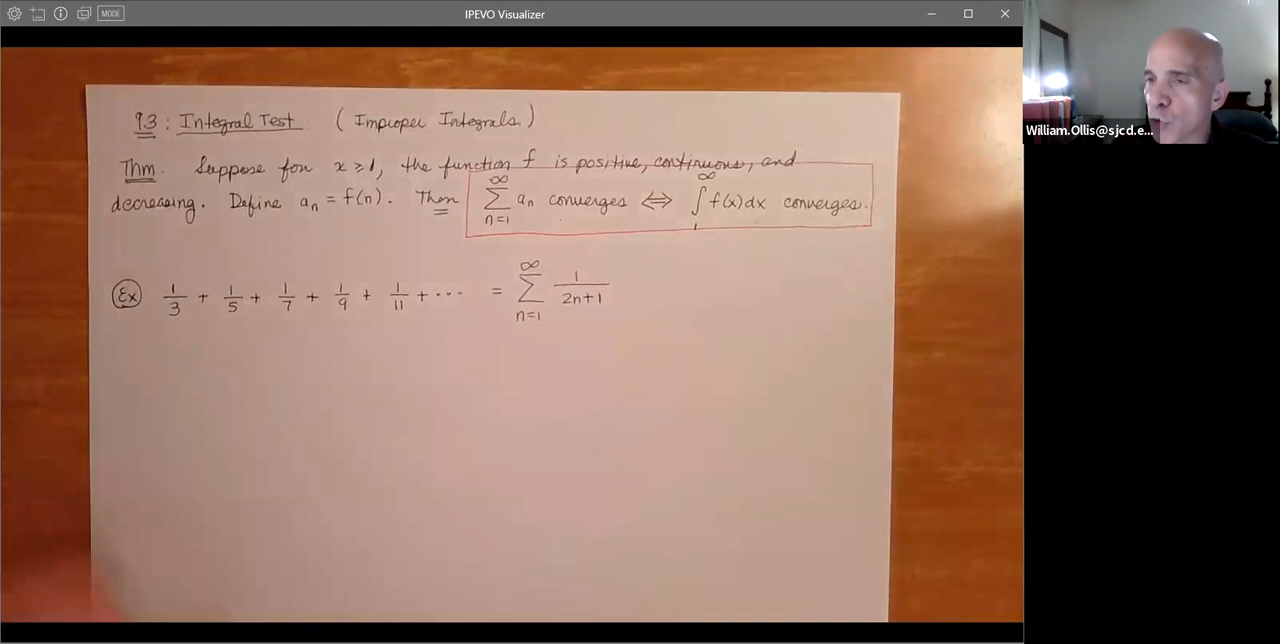 MODE
IPEVO Visualizer
9.3 : Integral Test (Improper Integrals)
Thm. Suppose for x ≥ 1, the function f is positive, continuous, and
decreasing. Define aₙ = f(n). Then ∑_{n=1}^{∞} aₙ converges ⟺ ∫_1^∞ f(x)dx converges.
Ex 1/3 + 1/5 + 1/7 + 1/9 + 1/11 + ··· = ∑_{n=1}^{∞} 1/(2n+1)
William.Ollis@sjcd.e...